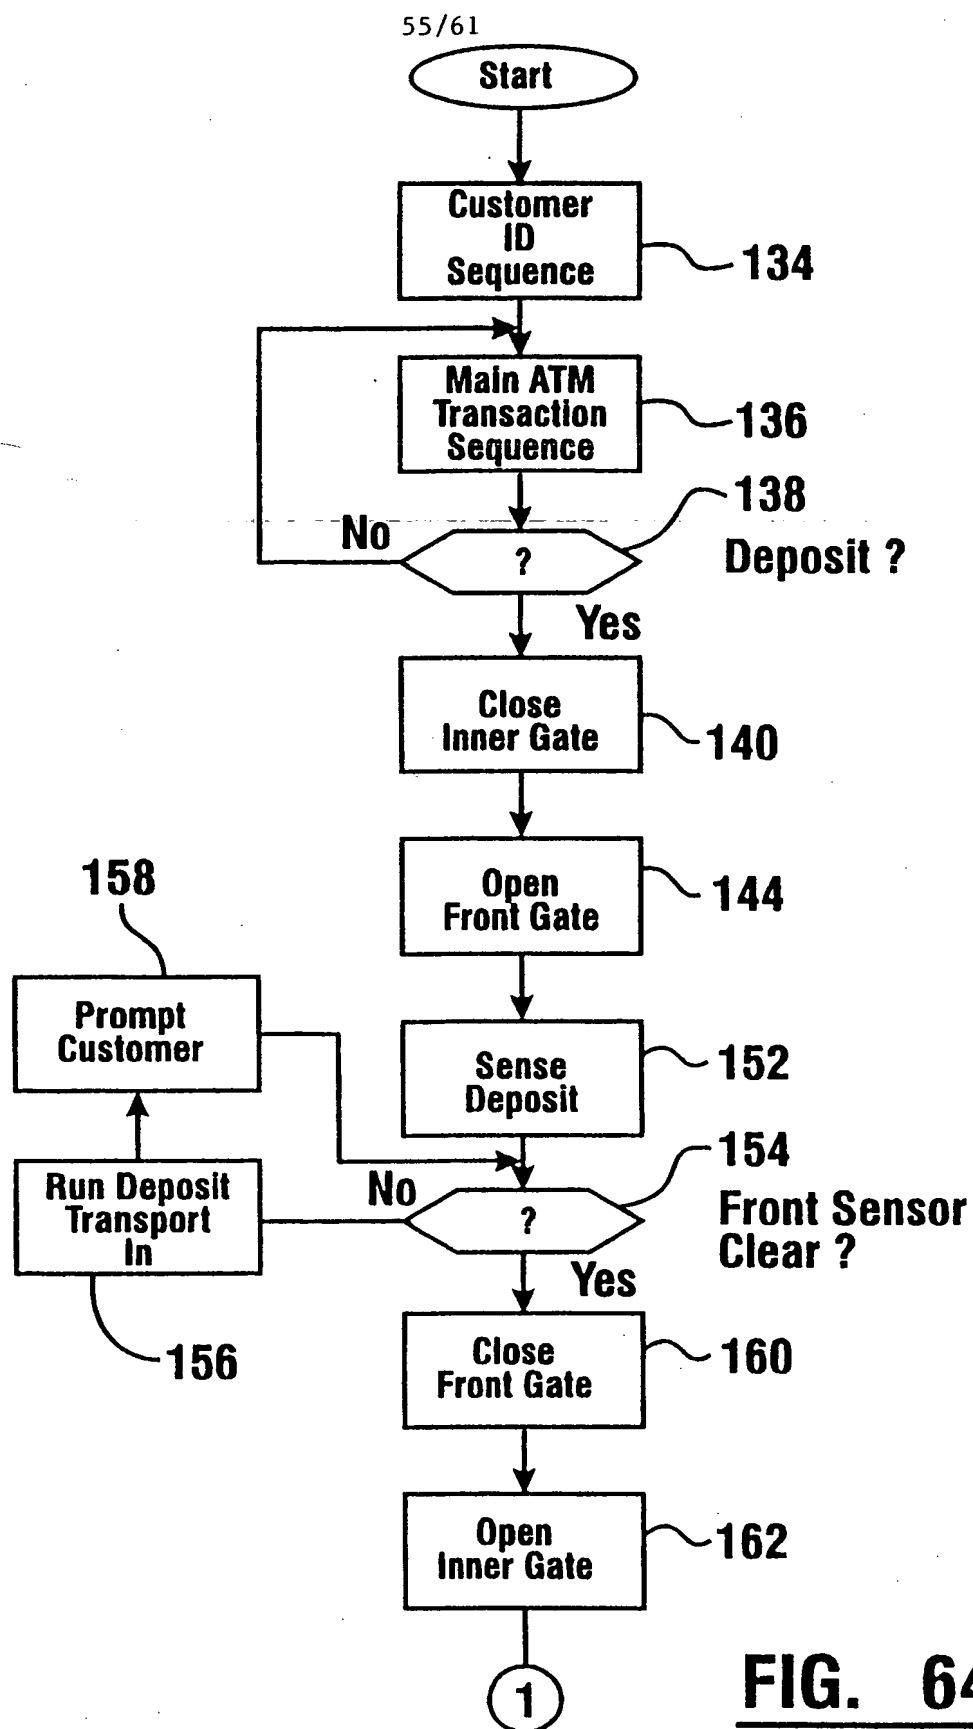 55/61
Start
Customer
ID
Sequence
134
Main ATM
Transaction
Sequence
136
138
No
?
Deposit ?
Yes
Close
Inner Gate
140
Open
Front Gate
144
158
Prompt
Customer
Sense
Deposit
152
154
Run Deposit
Transport
In
No
?
Front Sensor
Clear ?
Yes
156
Close
Front Gate
160
Open
Inner Gate
162
1
FIG. 64